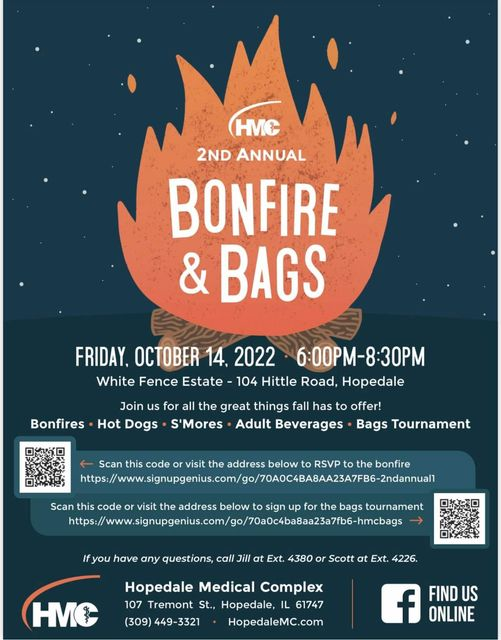 HMC
2ND ANNUAL
BONFIRE
& BAGS
FRIDAY, OCTOBER 14, 2022 · 6:00PM-8:30PM
White Fence Estate - 104 Hittle Road, Hopedale
Join us for all the great things fall has to offer!
Bonfires • Hot Dogs • S'Mores • Adult Beverages • Bags Tournament
← Scan this code or visit the address below to RSVP to the bonfire
https://www.signupgenius.com/go/70A0C4BA8AA23A7FB6-2ndannual1
Scan this code or visit the address below to sign up for the bags tournament
https://www.signupgenius.com/go/70a0c4ba8aa23a7fb6-hmcbags →
If you have any questions, call Jill at Ext. 4380 or Scott at Ext. 4226.
HMC
Hopedale Medical Complex
107 Tremont St., Hopedale, IL 61747
(309) 449-3321 • HopedaleMC.com
f
FIND US
ONLINE